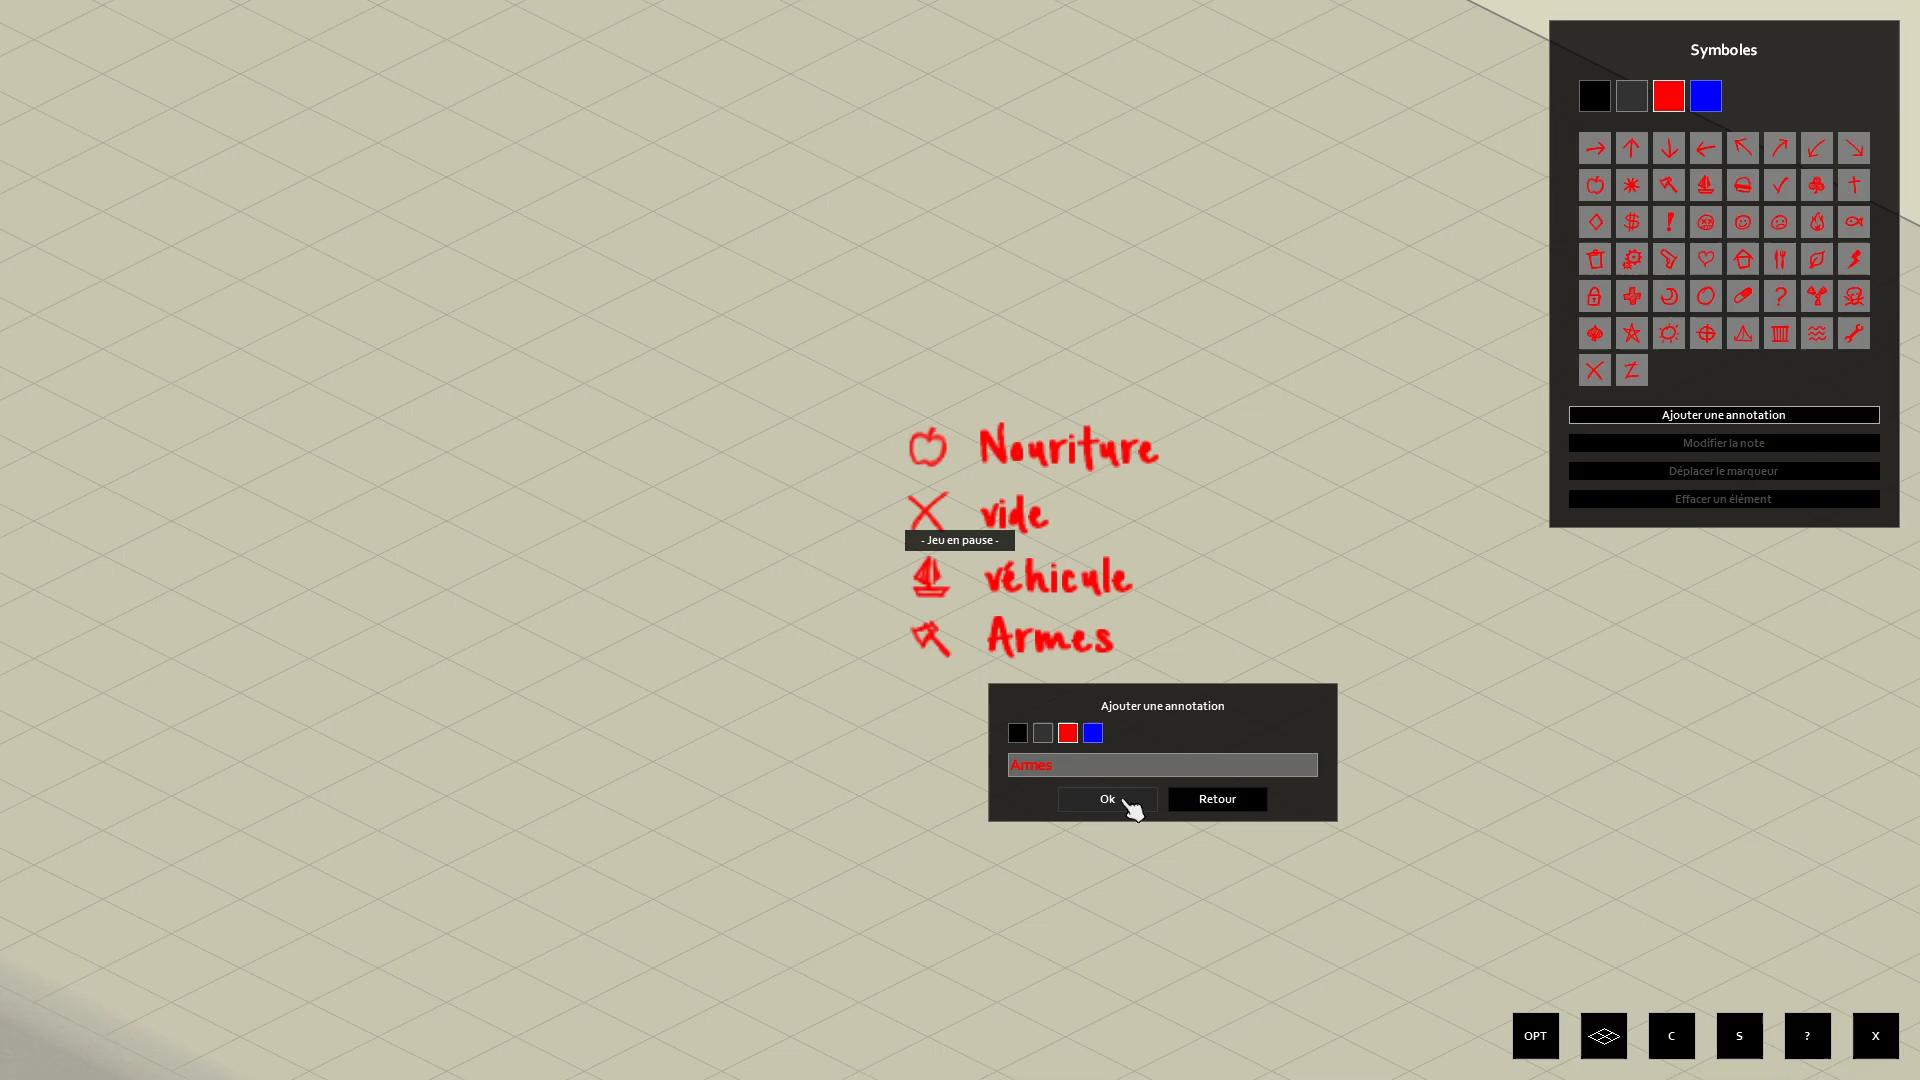 Symboles
Ajouter une annotation
Modifier la note
Déplacer le marqueur
Effacer un élément
Nouriture
vide
- Jeu en pause -
véhicule
Armes
Ajouter une annotation
Armes
Ok
Retour
OPT
C
S
?
X